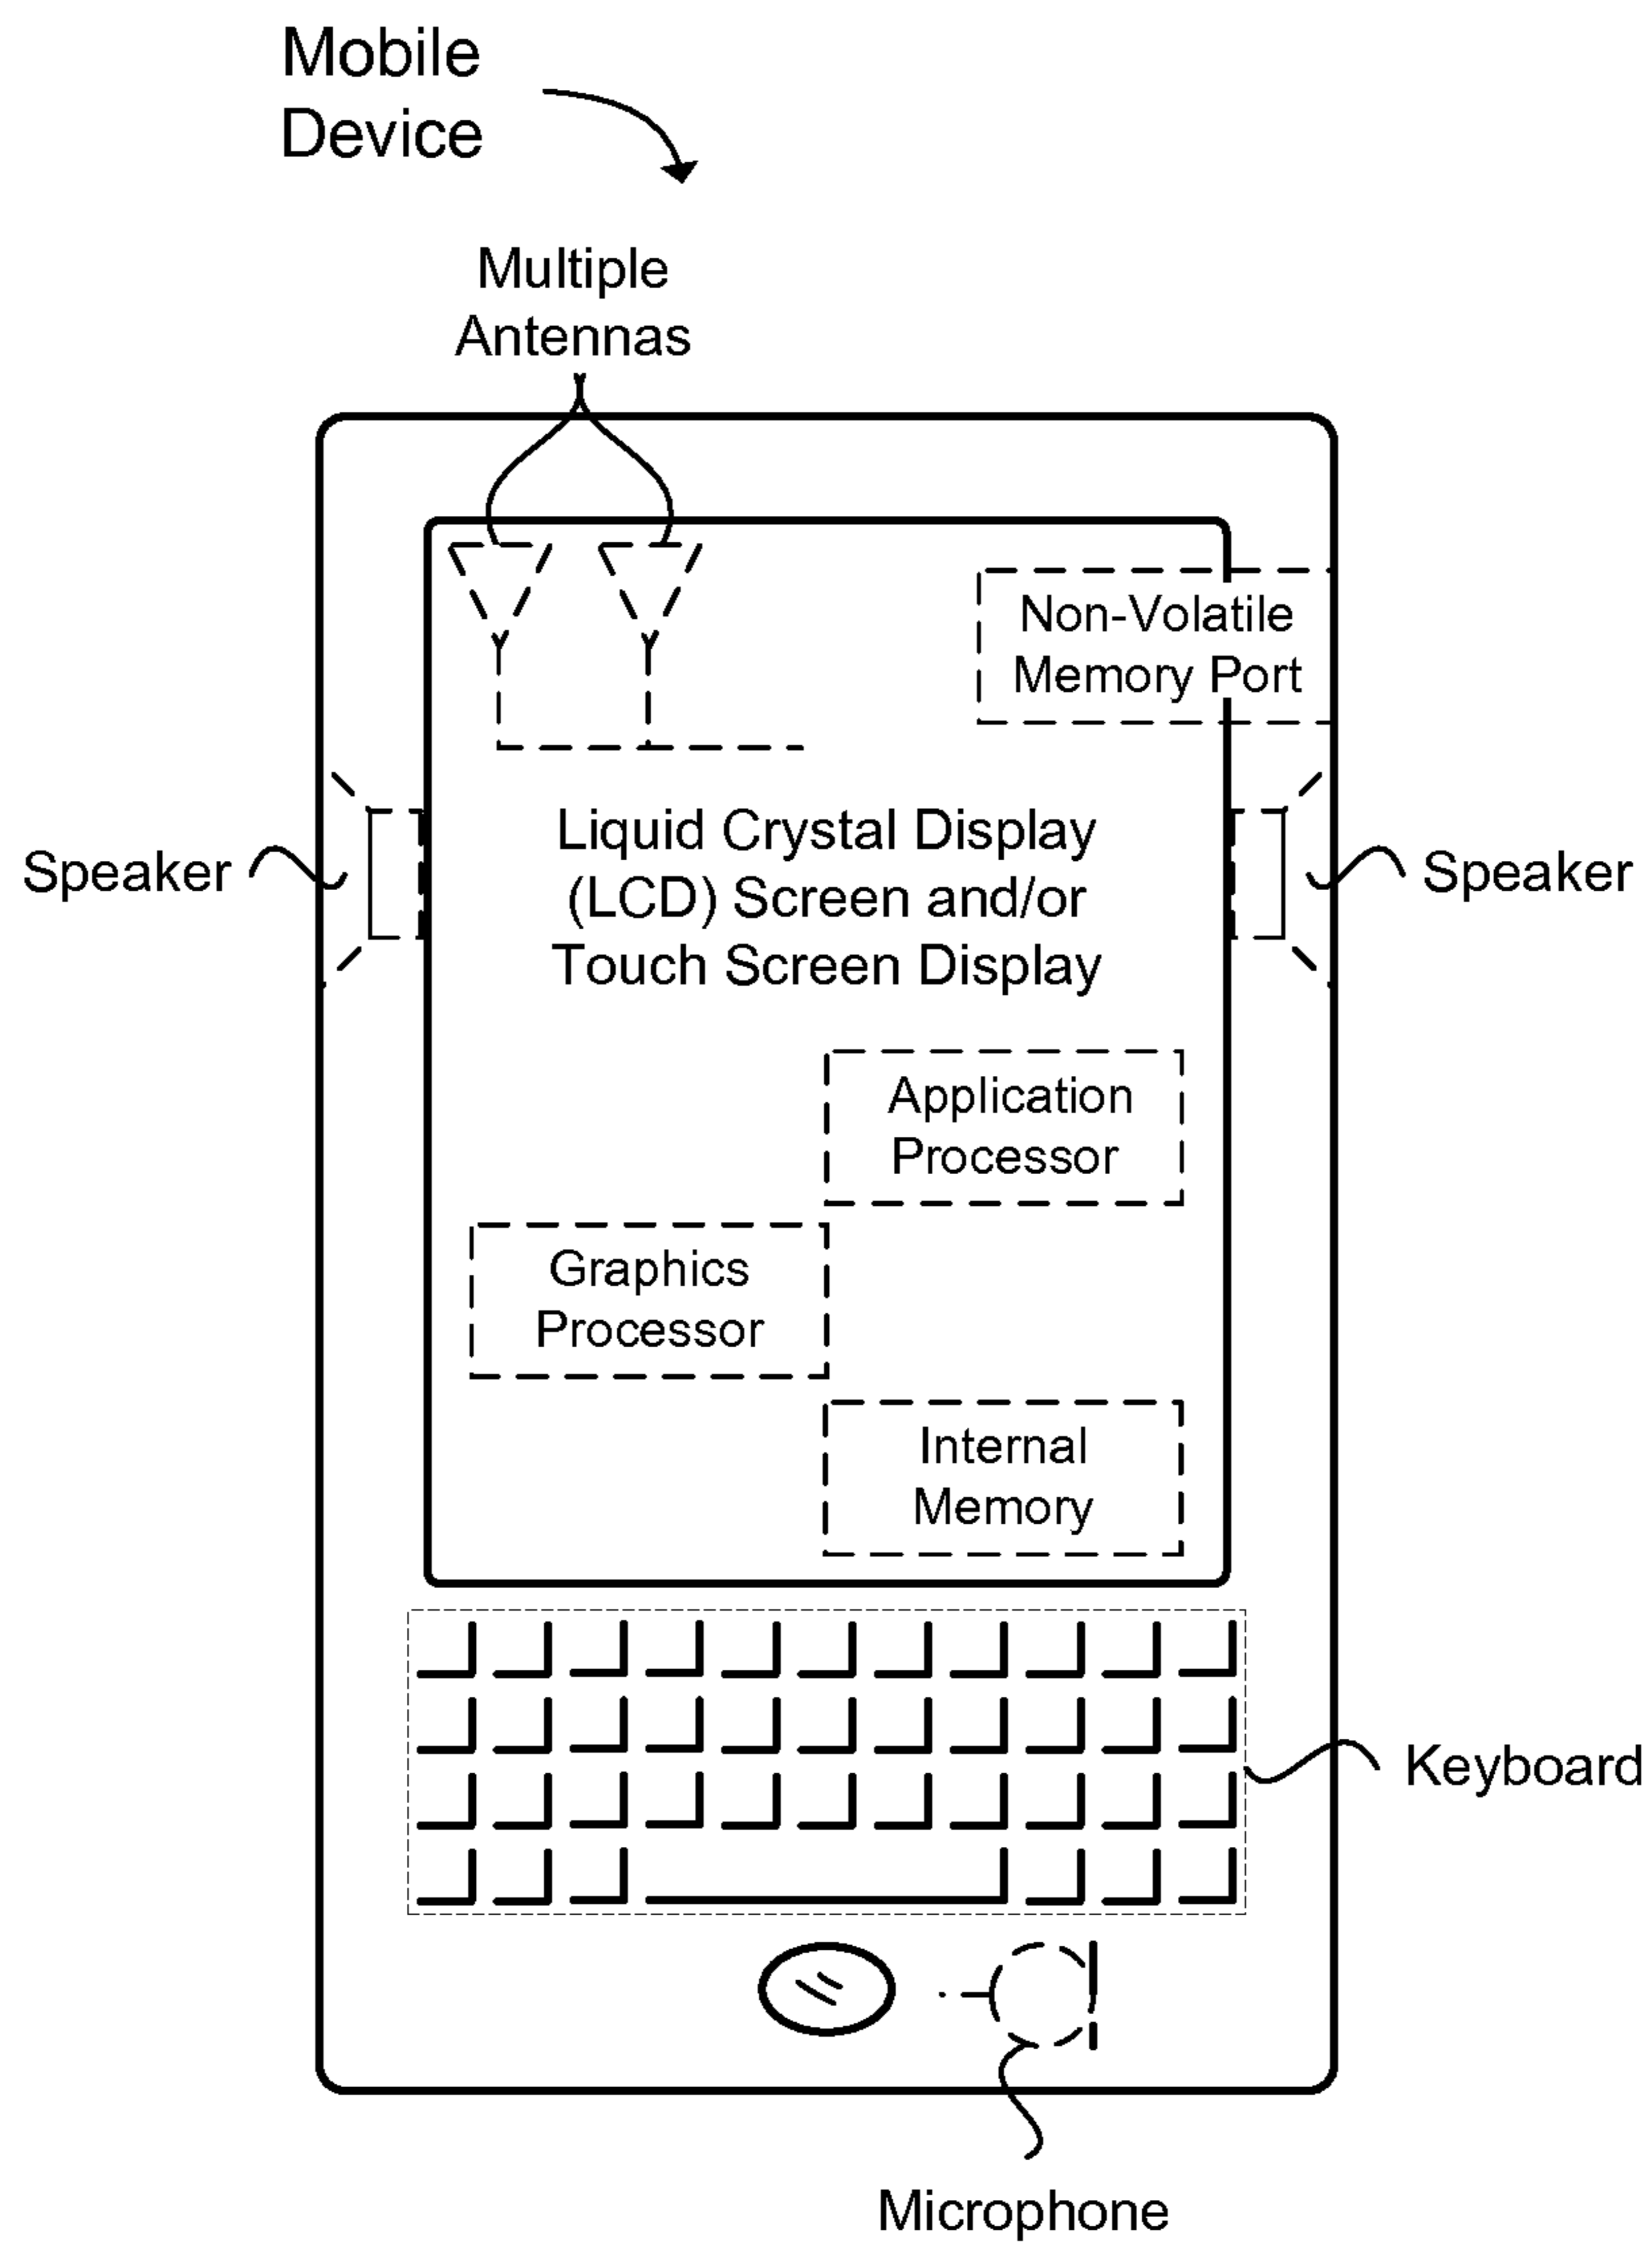 Mobile
Device
Multiple
Antennas
Non-Volatile
Memory Port
Speaker
Liquid Crystal Display
(LCD) Screen and/or
Touch Screen Display
Speaker
Application
Processor
Graphics
Processor
Internal
Memory
Keyboard
Microphone